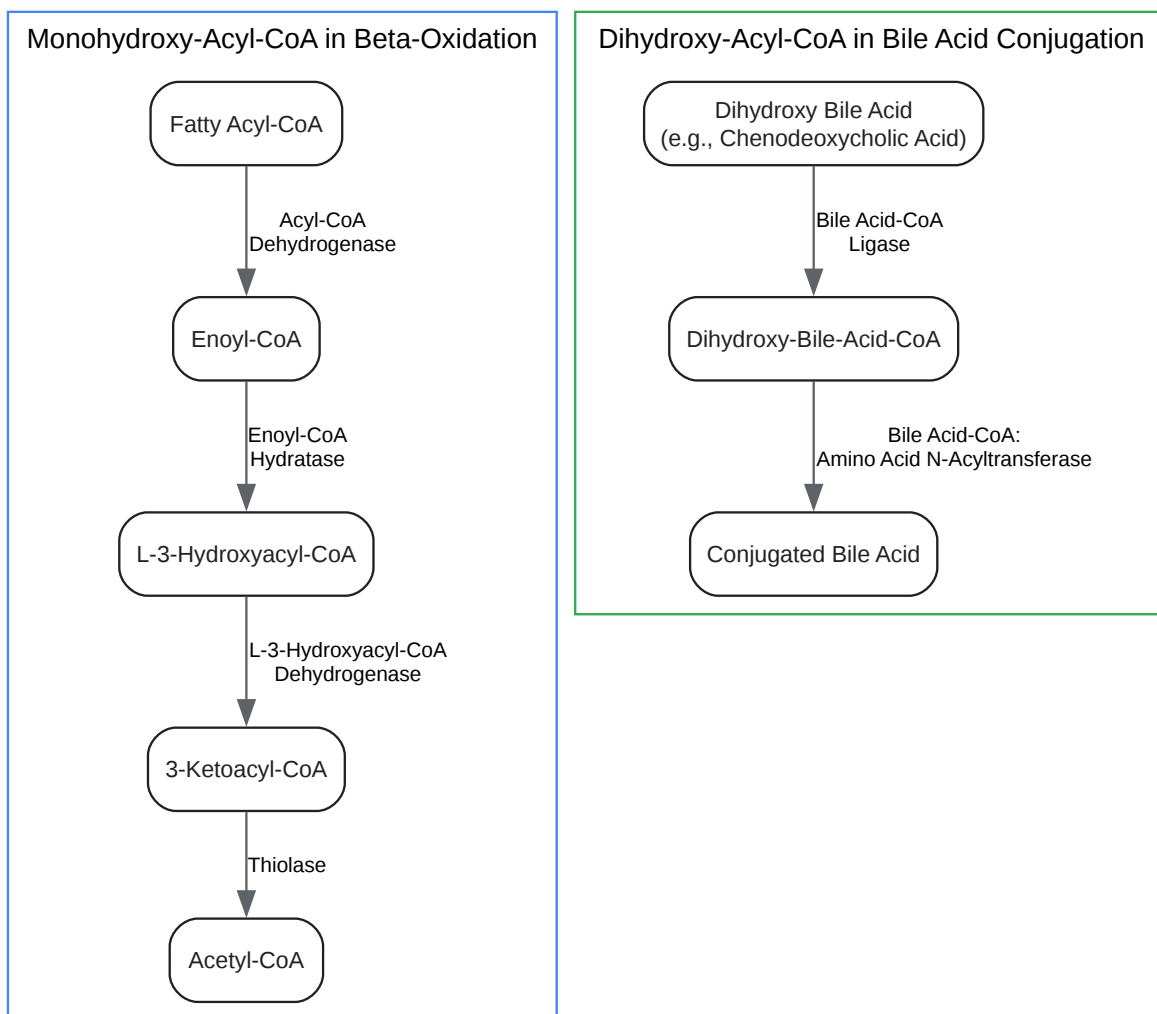 Monohydroxy-Acyl-CoA in Beta-Oxidation
Fatty Acyl-CoA
Acyl-CoA
Dehydrogenase
Enoyl-CoA
Enoyl-CoA
Hydratase
L-3-Hydroxyacyl-CoA
L-3-Hydroxyacyl-CoA
Dehydrogenase
3-Ketoacyl-CoA
Thiolase
Acetyl-CoA
Dihydroxy-Acyl-CoA in Bile Acid Conjugation
Dihydroxy Bile Acid
(e.g., Chenodeoxycholic Acid)
Bile Acid-CoA
Ligase
Dihydroxy-Bile-Acid-CoA
Bile Acid-CoA:
Amino Acid N-Acyltransferase
Conjugated Bile Acid